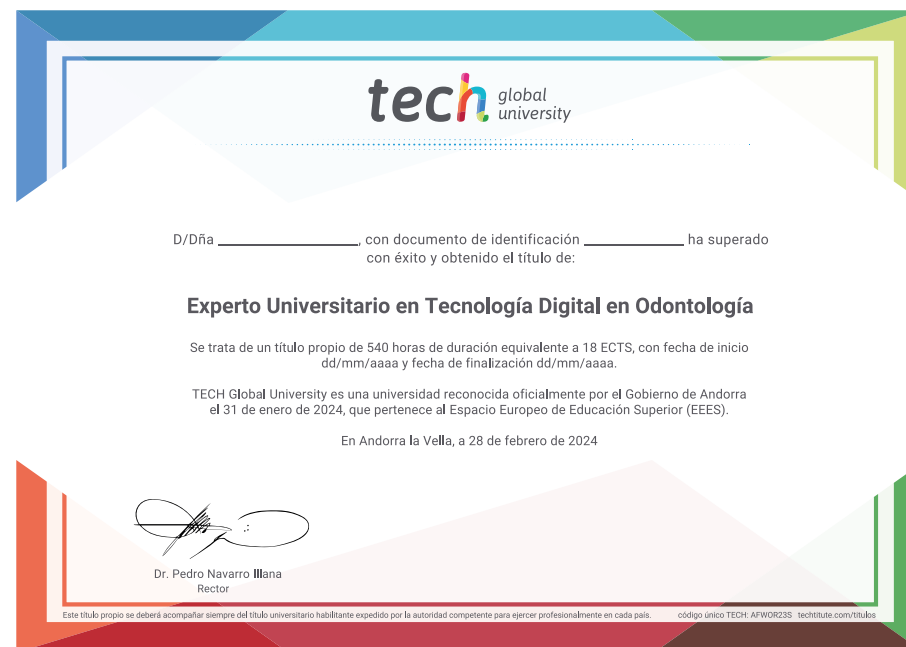 tech global university
D/Dña ____________________, con documento de identificación ______________ ha superado
con éxito y obtenido el título de:
Experto Universitario en Tecnología Digital en Odontología
Se trata de un título propio de 540 horas de duración equivalente a 18 ECTS, con fecha de inicio
dd/mm/aaaa y fecha de finalización dd/mm/aaaa.
TECH Global University es una universidad reconocida oficialmente por el Gobierno de Andorra
el 31 de enero de 2024, que pertenece al Espacio Europeo de Educación Superior (EEES).
En Andorra la Vella, a 28 de febrero de 2024
Dr. Pedro Navarro Illana
Rector
Este título propio se deberá acompañar siempre del título universitario habilitante expedido por la autoridad competente para ejercer profesionalmente en cada país. código único TECH: AFWOR23S techtitute.com/titulos